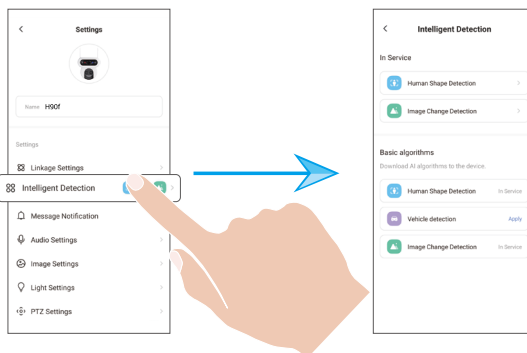 Settings
Name H90f
Settings
Linkage Settings
Intelligent Detection
Message Notification
Audio Settings
Image Settings
Light Settings
PTZ Settings
Intelligent Detection
In Service
Human Shape Detection
Image Change Detection
Basic algorithms
Download AI algorithms to the device.
Human Shape Detection In Service
Vehicle detection Apply
Image Change Detection In Service